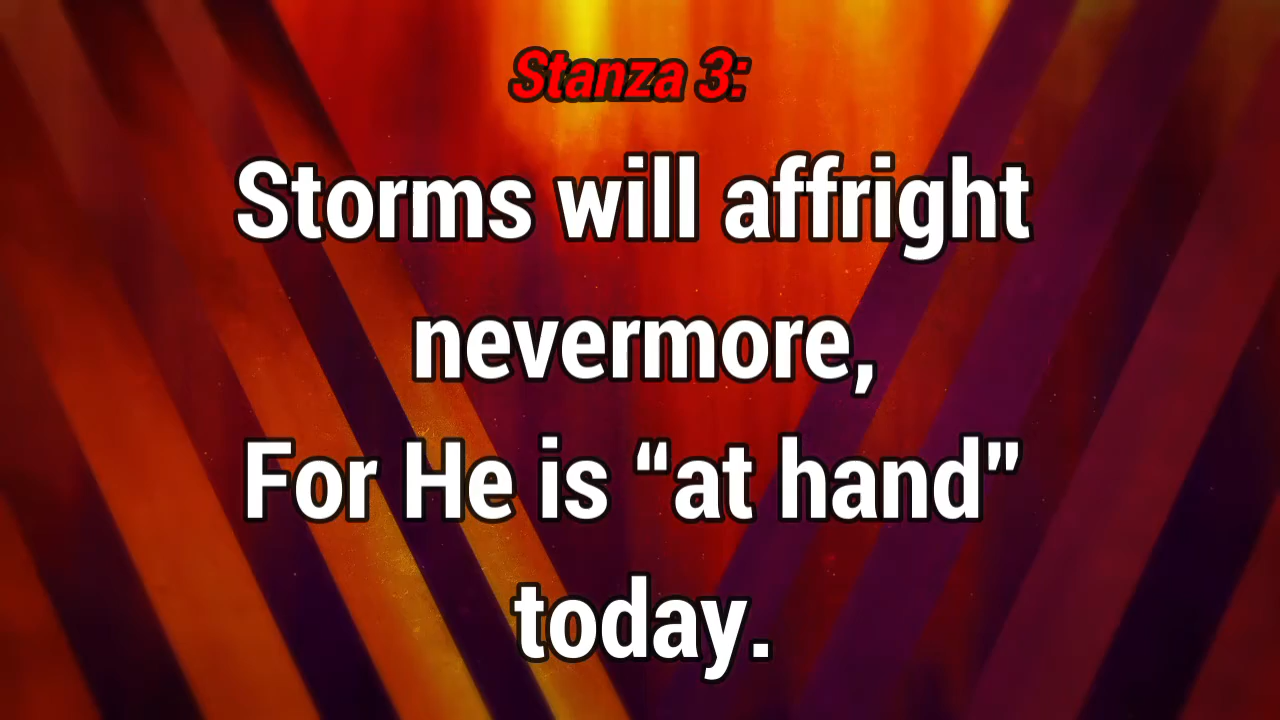 Stanza 3:
Storms will affright
nevermore,
For He is “at hand”
today.